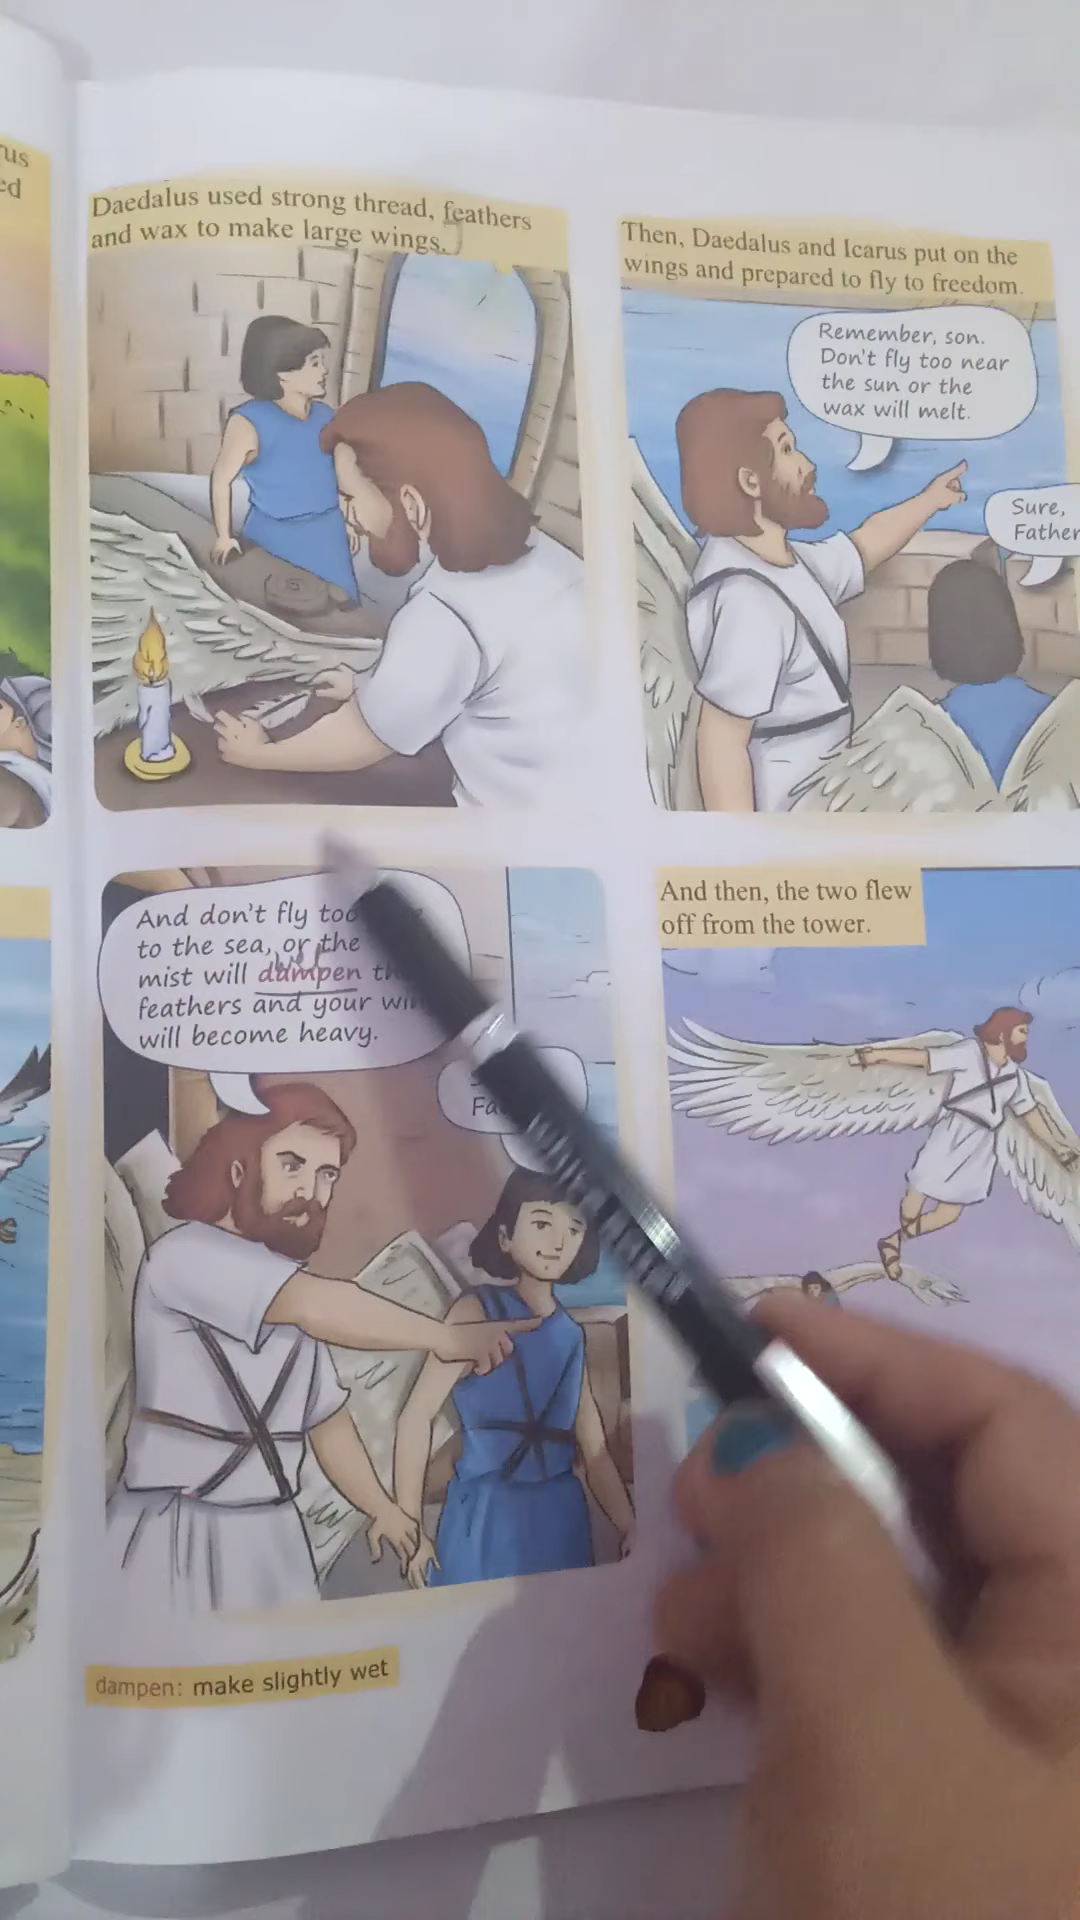 rus
ed
Daedalus used strong thread, feathers
and wax to make large wings.
Then, Daedalus and Icarus put on the
wings and prepared to fly to freedom.
Remember, son.
Don't fly too near
the sun or the
wax will melt.
Sure,
Father
And don't fly too
to the sea, or the
mist will dampen
feathers and your
will become heavy.
And then, the two flew
off from the tower.
dampen: make slightly wet